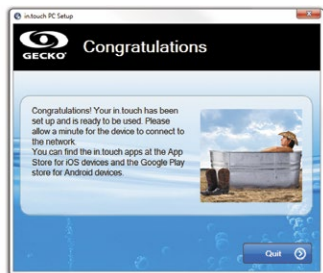 in.touch PC Setup
GECKO
Congratulations
Congratulations! Your in.touch has been
set up and is ready to be used. Please
allow a minute for the device to connect to
the network.
You can find the in.touch apps at the App
Store for iOS devices and the Google Play
store for Android devices.
Quit